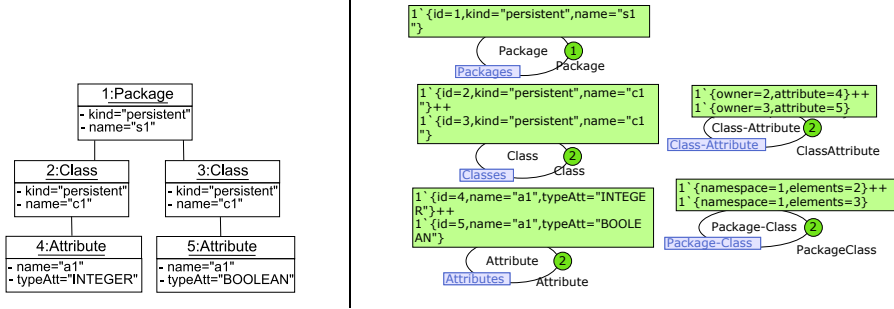 1:Package
- kind="persistent"
- name="s1"
2:Class
- kind="persistent"
- name="c1"
3:Class
- kind="persistent"
- name="c1"
4:Attribute
- name="a1"
- typeAtt="INTEGER"
5:Attribute
- name="a1"
- typeAtt="BOOLEAN"
1`{id=1,kind="persistent",name="s1
"}
Package
1
Package
Packages
1`{id=2,kind="persistent",name="c1
"}++
1`{id=3,kind="persistent",name="c1
"}
Class
2
Class
Classes
1`{id=4,name="a1",typeAtt="INTEGE
R"}++
1`{id=5,name="a1",typeAtt="BOOLE
AN"}
Attribute
2
Attribute
Attributes
1`{owner=2,attribute=4}++
1`{owner=3,attribute=5}
Class-Attribute
2
Class-Attribute
ClassAttribute
1`{namespace=1,elements=2}++
1`{namespace=1,elements=3}
Package-Class
2
Package-Class
PackageClass